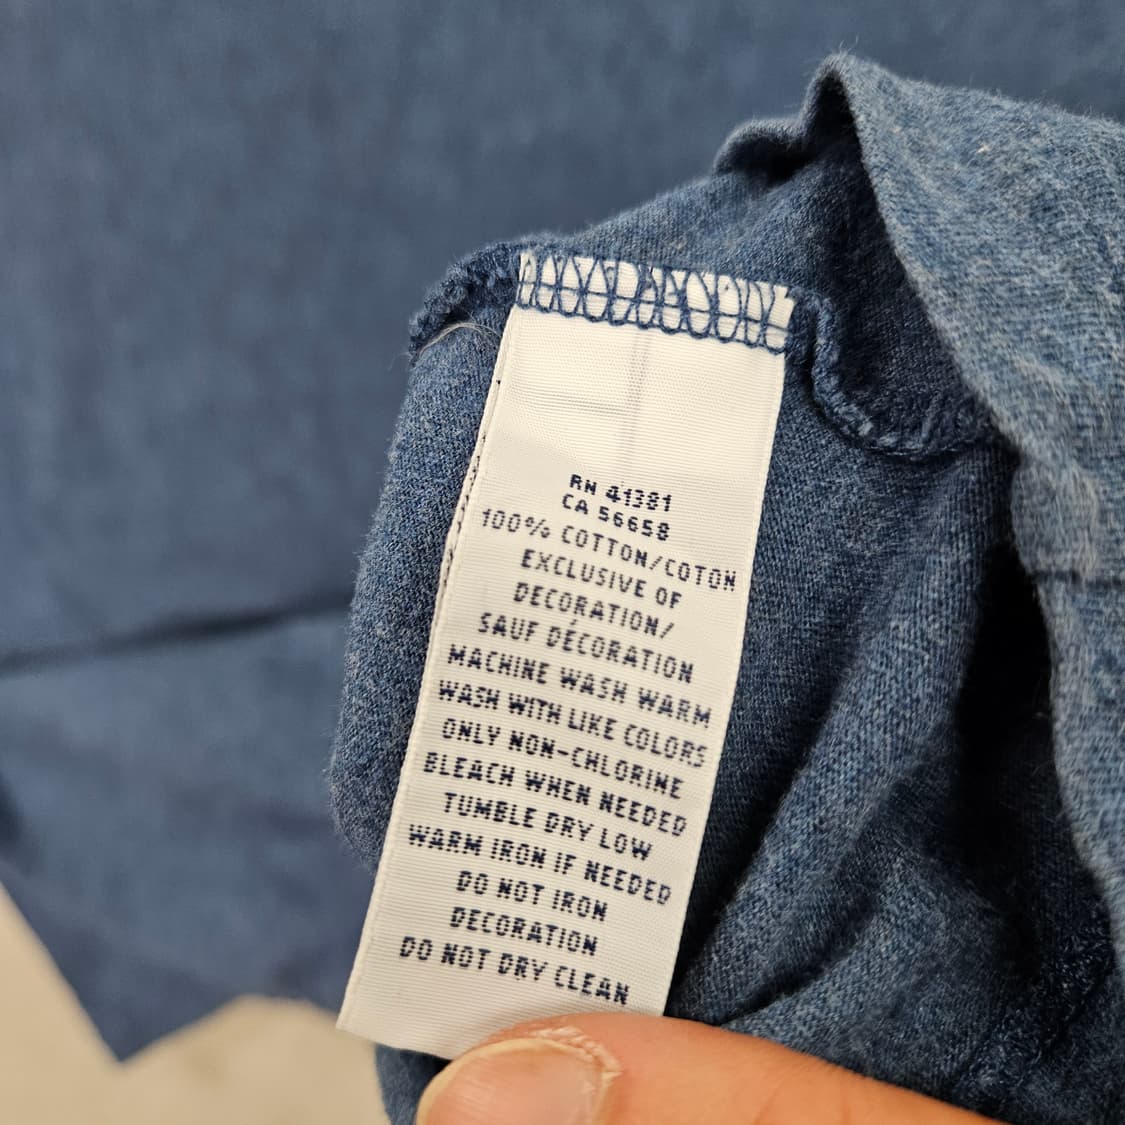 RN 41381
CA 56658
100% COTTON/COTON
EXCLUSIVE OF
DECORATION/
SAUF DÉCORATION
MACHINE WASH WARM
WASH WITH LIKE COLORS
ONLY NON-CHLORINE
BLEACH WHEN NEEDED
TUMBLE DRY LOW
WARM IRON IF NEEDED
DO NOT IRON
DECORATION
DO NOT DRY CLEAN